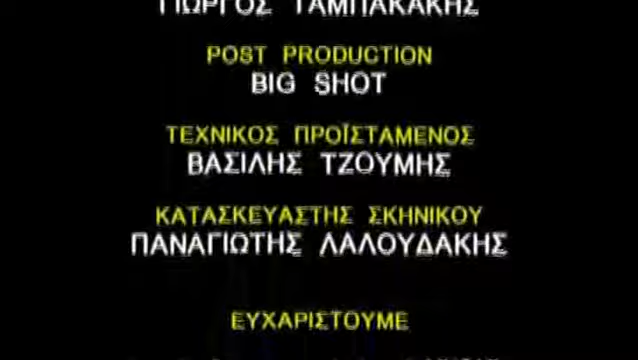 ΓΙΩΡΓΟΣ ΤΑΜΠΑΚΑΚΗΣ
POST PRODUCTION
BIG SHOT
ΤΕΧΝΙΚΟΣ ΠΡΟΪΣΤΑΜΕΝΟΣ
ΒΑΣΙΛΗΣ ΤΖΟΥΜΗΣ
ΚΑΤΑΣΚΕΥΑΣΤΗΣ ΣΚΗΝΙΚΟΥ
ΠΑΝΑΓΙΩΤΗΣ ΛΑΛΟΥΔΑΚΗΣ
ΕΥΧΑΡΙΣΤΟΥΜΕ